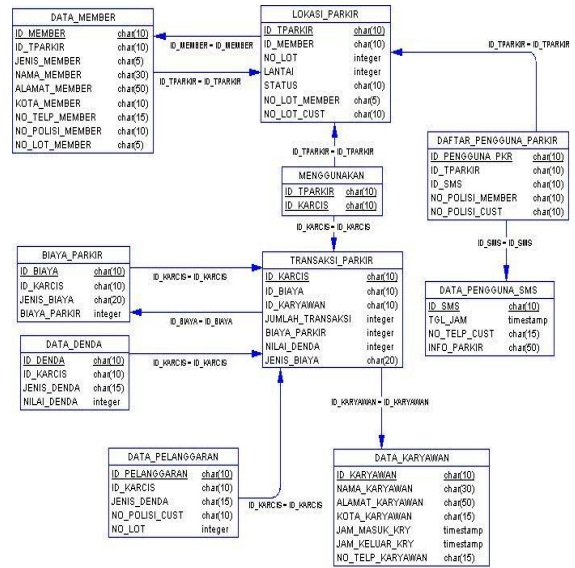 DATA_MEMBER
ID_MEMBER char(10)
ID_TPARKIR char(10)
JENIS_MEMBER char(5)
NAMA_MEMBER char(30)
ALAMAT_MEMBER char(50)
KOTA_MEMBER char(10)
NO_TELP_MEMBER char(15)
NO_POLISI_MEMBER char(10)
NO_LOT_MEMBER char(5)
ID_MEMBER = ID_MEMBER
ID_TPARKIR = ID_TPARKIR
LOKASI_PARKIR
ID_TPARKIR char(10)
ID_MEMBER char(10)
NO_LOT integer
LANTAI integer
STATUS char(10)
NO_LOT_MEMBER char(5)
NO_LOT_CUST char(10)
ID_TPARKIR = ID_TPARKIR
DAFTAR_PENGGUNA_PARKIR
ID_PENGGUNA_PKR char(10)
ID_TPARKIR char(10)
ID_SMS char(10)
NO_POLISI_MEMBER char(10)
NO_POLISI_CUST char(10)
ID_TPARKIR = ID_TPARKIR
MENGGUNAKAN
ID_TPARKIR char(10)
ID_KARCIS char(10)
ID_KARCIS = ID_KARCIS
ID_SMS = ID_SMS
BIAYA_PARKIR
ID_BIAYA char(10)
ID_KARCIS char(10)
JENIS_BIAYA char(20)
BIAYA_PARKIR integer
ID_KARCIS = ID_KARCIS
ID_BIAYA = ID_BIAYA
TRANSAKSI_PARKIR
ID_KARCIS char(10)
ID_BIAYA char(10)
ID_KARYAWAN char(10)
JUMLAH_TRANSAKSI integer
BIAYA_PARKIR integer
NILAI_DENDA integer
JENIS_BIAYA char(20)
DATA_PENGGUNA_SMS
ID_SMS char(10)
TGL_JAM timestamp
NO_TELP_CUST char(15)
INFO_PARKIR char(50)
DATA_DENDA
ID_DENDA char(10)
ID_KARCIS char(10)
JENIS_DENDA char(15)
NILAI_DENDA integer
ID_KARCIS = ID_KARCIS
ID_KARYAWAN = ID_KARYAWAN
DATA_PELANGGARAN
ID_PELANGGARAN char(10)
ID_KARCIS char(10)
JENIS_DENDA char(15)
NO_POLISI_CUST char(10)
NO_LOT integer
ID_KARCIS = ID_KARCIS
DATA_KARYAWAN
ID_KARYAWAN char(10)
NAMA_KARYAWAN char(30)
ALAMAT_KARYAWAN char(50)
KOTA_KARYAWAN char(15)
JAM_MASUK_KRY timestamp
JAM_KELUAR_KRY timestamp
NO_TELP_KARYAWAN char(15)